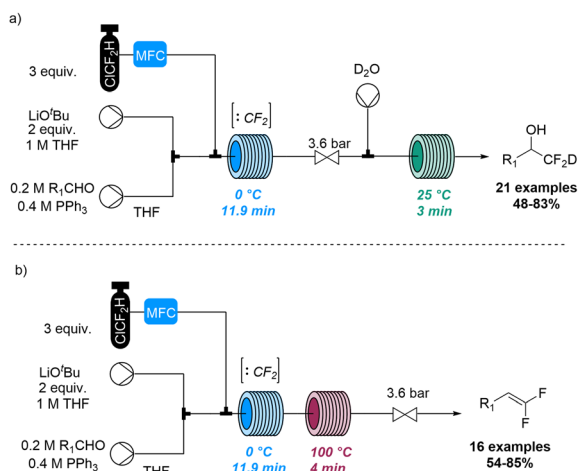 a)
ClCF2H
MFC
3 equiv.
LiOtBu
2 equiv.
1 M THF
0.2 M R1CHO
0.4 M PPh3
THF
[:CF2]
0 °C
11.9 min
3.6 bar
D2O
25 °C
3 min
OH
R1
CF2D
21 examples
48-83%
b)
ClCF2H
MFC
3 equiv.
LiOtBu
2 equiv.
1 M THF
0.2 M R1CHO
0.4 M PPh3
THF
[:CF2]
0 °C
11.9 min
100 °C
4 min
3.6 bar
R1
F
F
16 examples
54-85%